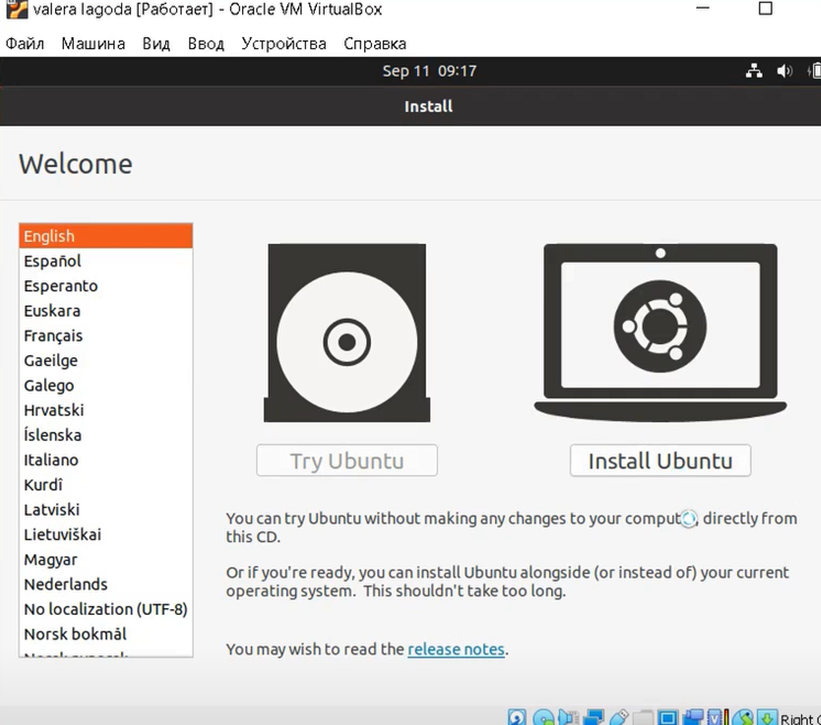 valera lagoda [Работает] - Oracle VM VirtualBox
Файл Машина Вид Ввод Устройства Справка
Sep 11 09:17
Install
Welcome
English
Español
Esperanto
Euskara
Français
Gaeilge
Galego
Hrvatski
Íslenska
Italiano
Kurdî
Latviski
Lietuviškai
Magyar
Nederlands
No localization (UTF-8)
Norsk bokmål
Try Ubuntu
Install Ubuntu
You can try Ubuntu without making any changes to your comput, directly from
this CD.
Or if you're ready, you can install Ubuntu alongside (or instead of) your current
operating system. This shouldn't take too long.
You may wish to read the release notes.
Right